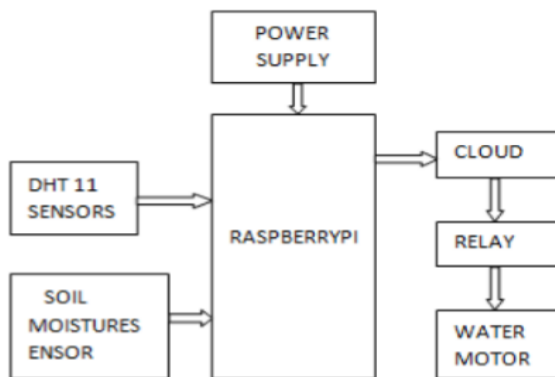 POWER
SUPPLY
CLOUD
DHT 11
SENSORS
RASPBERRYPI
RELAY
SOIL
MOISTURES
ENSOR
WATER
MOTOR